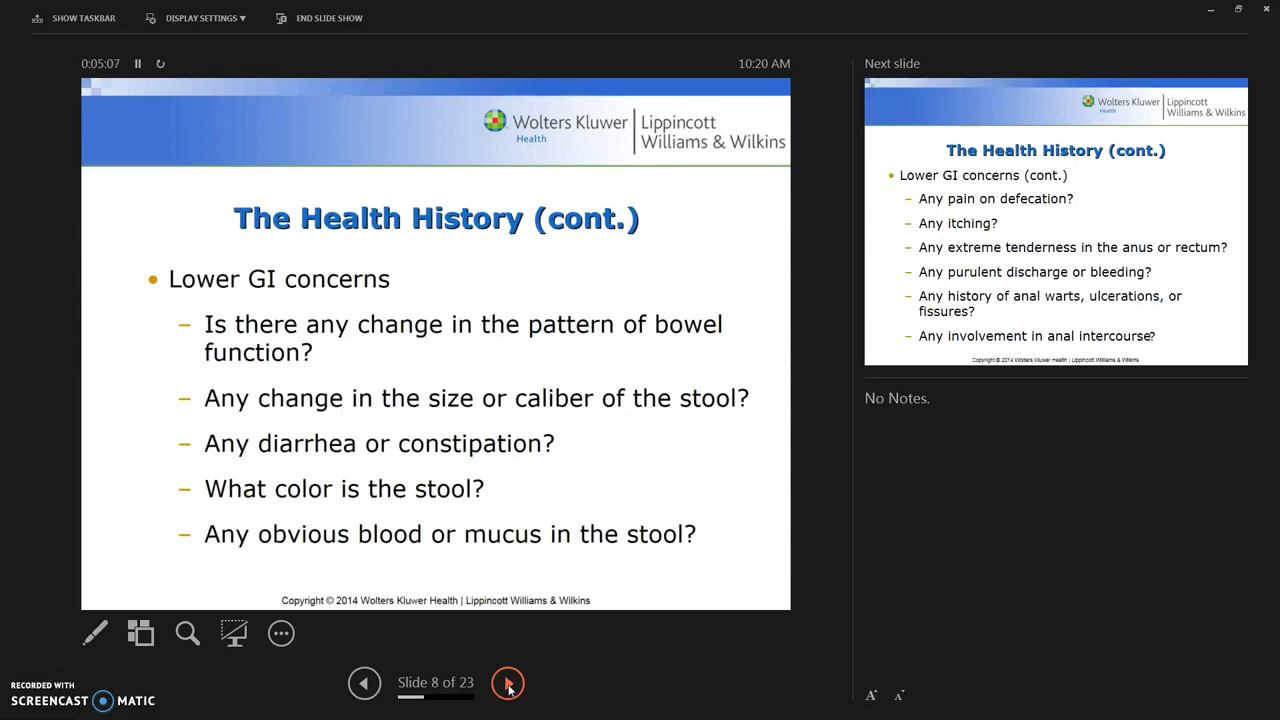 SHOW TASKBAR
DISPLAY SETTINGS ▼
END SLIDE SHOW
0:05:07
10:20 AM
Wolters Kluwer
Health
Lippincott
Williams & Wilkins
The Health History (cont.)
• Lower GI concerns
– Is there any change in the pattern of bowel
function?
– Any change in the size or caliber of the stool?
– Any diarrhea or constipation?
– What color is the stool?
– Any obvious blood or mucus in the stool?
Copyright © 2014 Wolters Kluwer Health | Lippincott Williams & Wilkins
Slide 8 of 23
RECORDED WITH
SCREENCAST MATIC
Next slide
Wolters Kluwer
Health
Lippincott
Williams & Wilkins
The Health History (cont.)
• Lower GI concerns (cont.)
– Any pain on defecation?
– Any itching?
– Any extreme tenderness in the anus or rectum?
– Any purulent discharge or bleeding?
– Any history of anal warts, ulcerations, or
fissures?
– Any involvement in anal intercourse?
Copyright © 2014 Wolters Kluwer Health | Lippincott Williams & Wilkins
No Notes.
A A